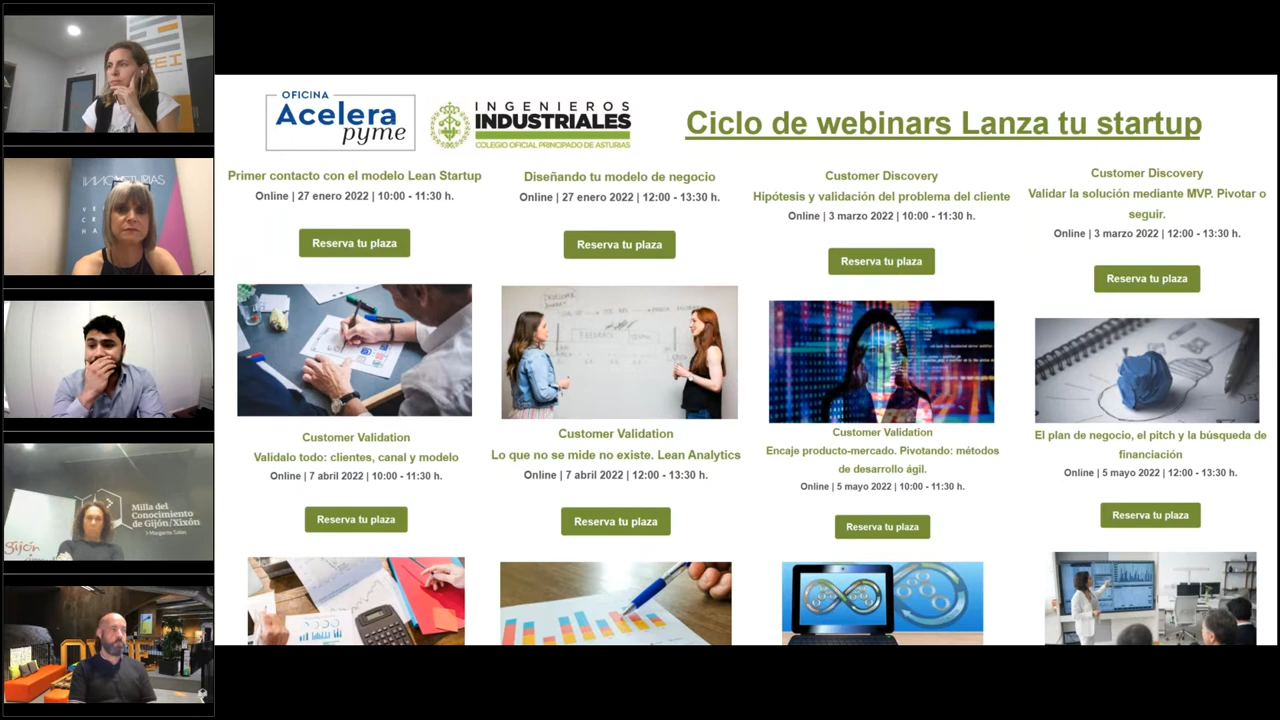 OFICINA
Acelera
pyme
INGENIEROS
INDUSTRIALES
COLEGIO OFICIAL PRINCIPADO DE ASTURIAS
Ciclo de webinars Lanza tu startup
Primer contacto con el modelo Lean Startup
Online | 27 enero 2022 | 10:00 - 11:30 h.
Reserva tu plaza
Diseñando tu modelo de negocio
Online | 27 enero 2022 | 12:00 - 13:30 h.
Reserva tu plaza
Customer Discovery
Hipótesis y validación del problema del cliente
Online | 3 marzo 2022 | 10:00 - 11:30 h.
Reserva tu plaza
Customer Discovery
Validar la solución mediante MVP. Pivotar o
seguir.
Online | 3 marzo 2022 | 12:00 - 13:30 h.
Reserva tu plaza
Customer Validation
Valídalo todo: clientes, canal y modelo
Online | 7 abril 2022 | 10:00 - 11:30 h.
Reserva tu plaza
Customer Validation
Lo que no se mide no existe. Lean Analytics
Online | 7 abril 2022 | 12:00 - 13:30 h.
Reserva tu plaza
Customer Validation
Encaje producto-mercado. Pivotando: métodos
de desarrollo ágil.
Online | 5 mayo 2022 | 10:00 - 11:30 h.
Reserva tu plaza
El plan de negocio, el pitch y la búsqueda de
financiación
Online | 5 mayo 2022 | 12:00 - 13:30 h.
Reserva tu plaza
Milla del
Conocimiento
de Gijón/Xixón
> Margarita Salas
gijón